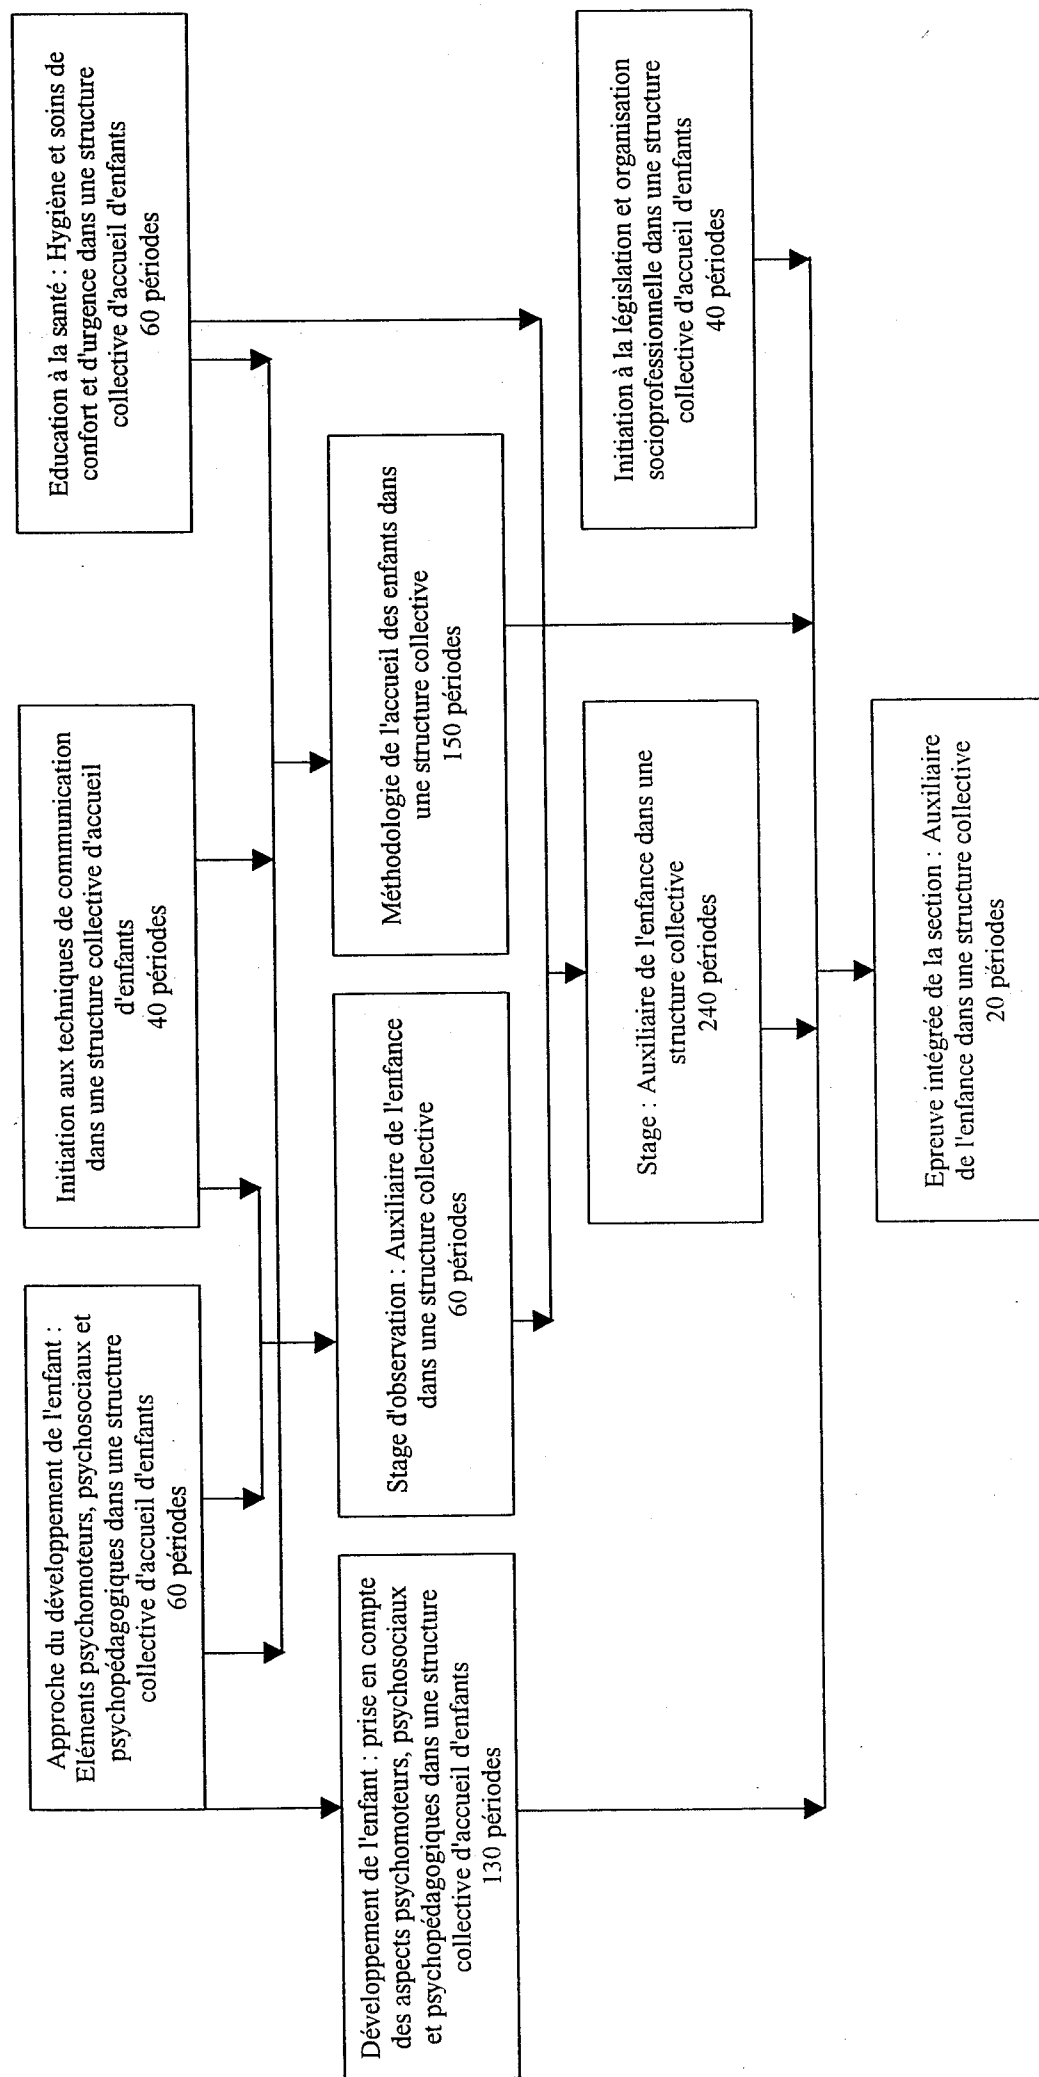 Approche du développement de l'enfant :
Eléments psychomoteurs, psychosociaux et
psychopédagogiques dans une structure
collective d'accueil d'enfants
60 périodes
Initiation aux techniques de communication
dans une structure collective d'accueil
d'enfants
40 périodes
Education à la santé : Hygiène et soins de
confort et d'urgence dans une structure
collective d'accueil d'enfants
60 périodes
Développement de l'enfant : prise en compte
des aspects psychomoteurs, psychosociaux
et psychopédagogiques dans une structure
collective d'accueil d'enfants
130 périodes
Stage d'observation : Auxiliaire de l'enfance
dans une structure collective
60 périodes
Méthodologie de l'accueil des enfants dans
une structure collective
150 périodes
Stage : Auxiliaire de l'enfance dans une
structure collective
240 périodes
Initiation à la législation et organisation
socioprofessionnelle dans une structure
collective d'accueil d'enfants
40 périodes
Epreuve intégrée de la section : Auxiliaire
de l'enfance dans une structure collective
20 périodes